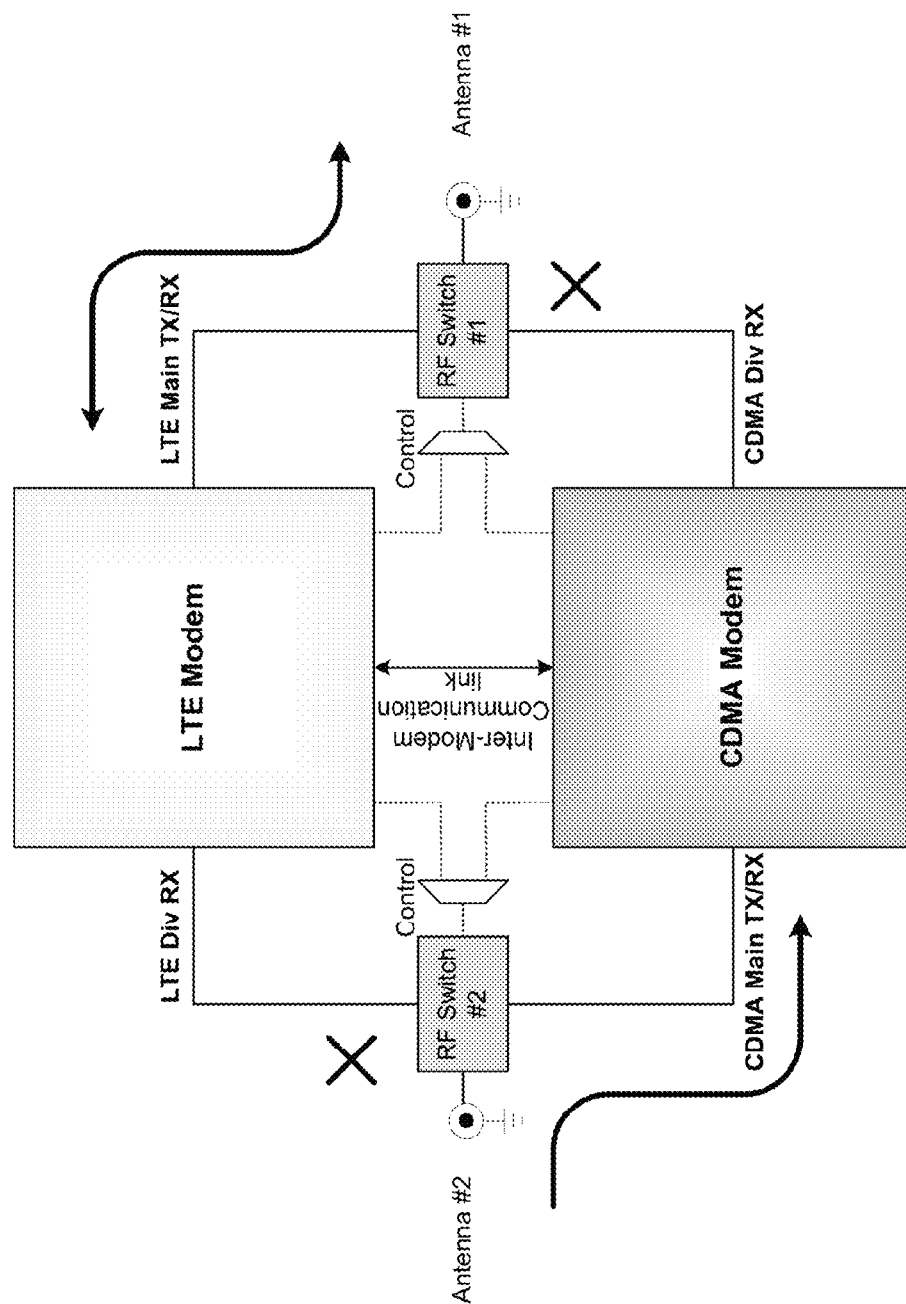 Antenna #1
LTE Main TX/RX
RF Switch
#1
CDMA Div RX
Control
LTE Modem
Inter-Modem
Communication
link
CDMA Modem
Control
LTE Div RX
RF Switch
#2
CDMA Main TX/RX
Antenna #2